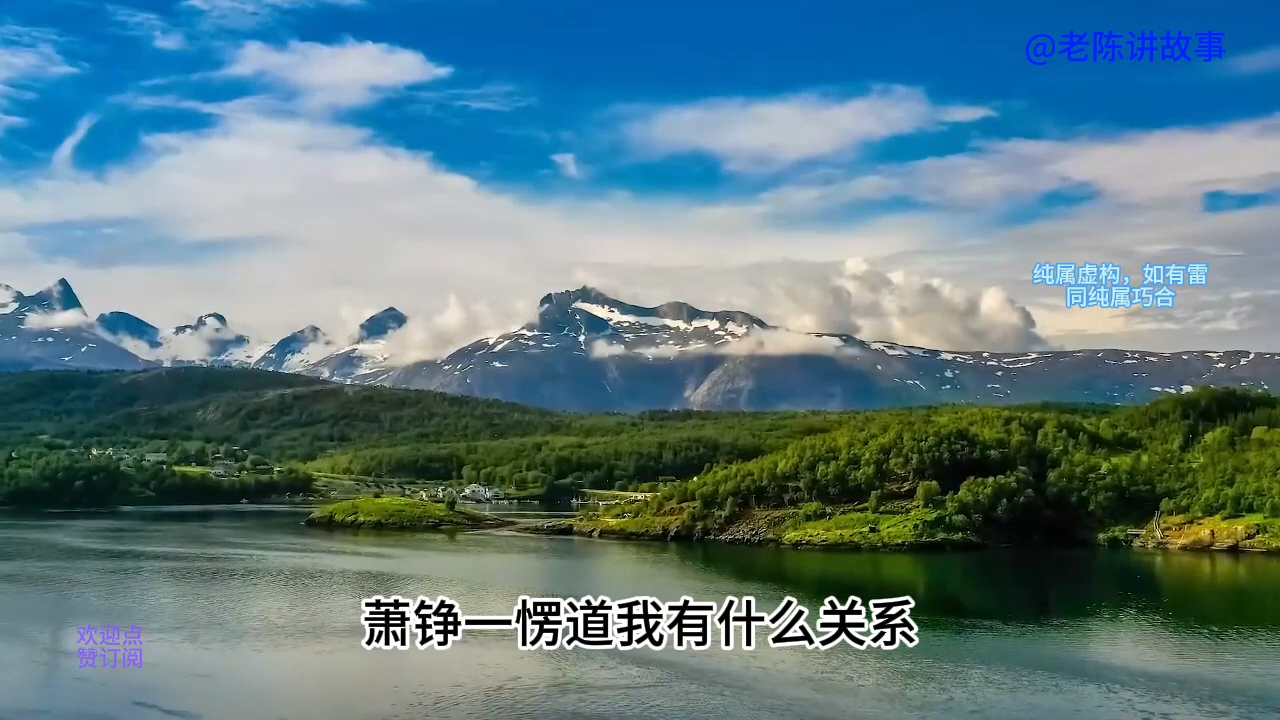 @老陈讲故事
纯属虚构，如有雷
同纯属巧合
萧铮一愣道我有什么关系
欢迎点
赞订阅